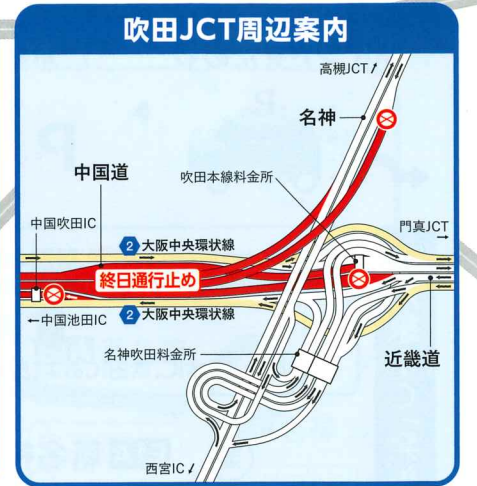 吹田JCT周辺案内
高槻JCT↗
名神
中国道
吹田本線料金所
中国吹田IC
門真JCT
→
2 大阪中央環状線
終日通行止め
←中国池田IC
2 大阪中央環状線
名神吹田料金所
近畿道
西宮IC↙